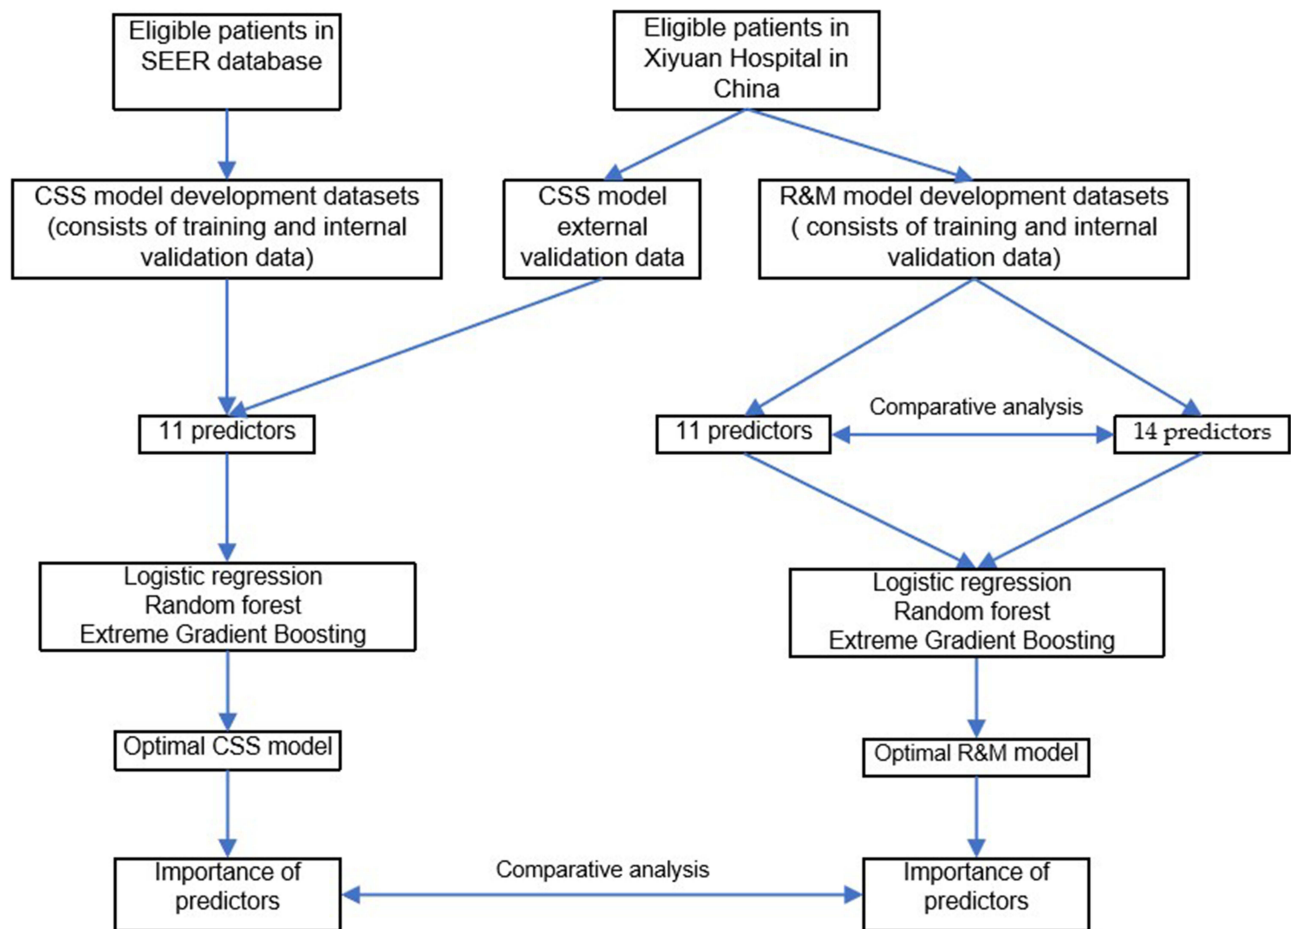 Eligible patients in
SEER database
Eligible patients in
Xiyuan Hospital in
China
CSS model development datasets
(consists of training and internal
validation data)
CSS model
external
validation data
R&M model development datasets
( consists of training and internal
validation data)
11 predictors
11 predictors
Comparative analysis
14 predictors
Logistic regression
Random forest
Extreme Gradient Boosting
Logistic regression
Random forest
Extreme Gradient Boosting
Optimal CSS model
Optimal R&M model
Importance of
predictors
Comparative analysis
Importance of
predictors